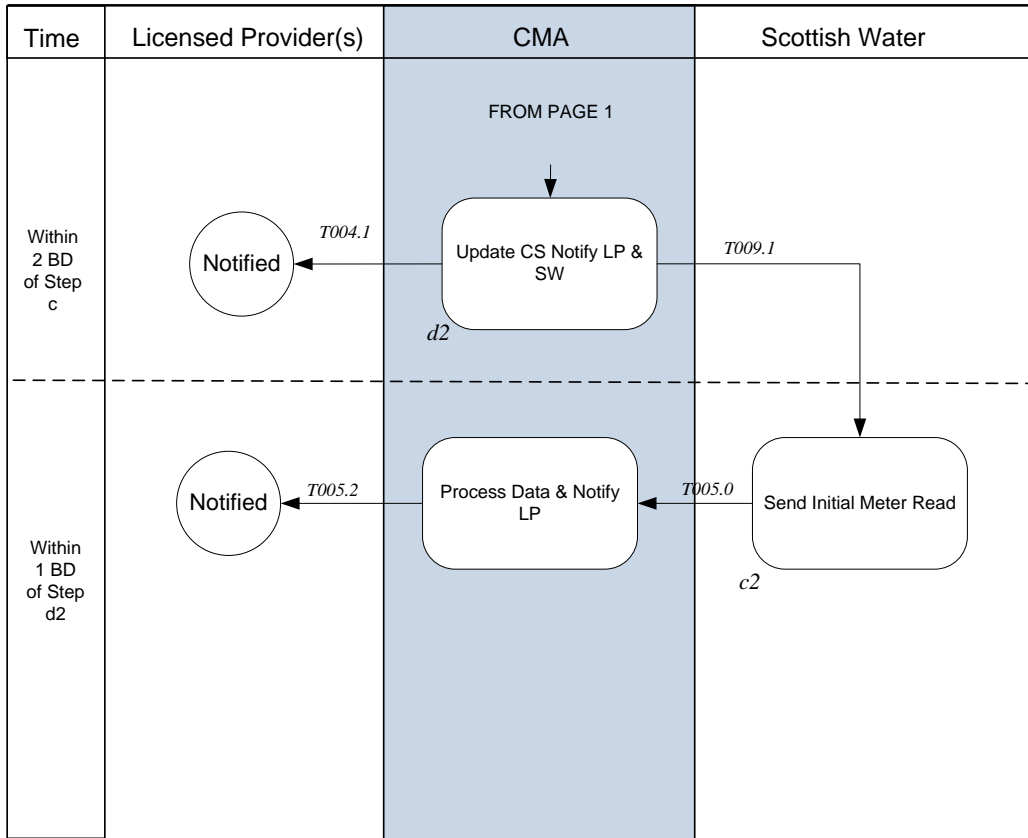 Time
Licensed Provider(s)
CMA
Scottish Water
FROM PAGE 1
Within
2 BD
of Step
c
Notified
T004.1
Update CS Notify LP &
SW
T009.1
d2
Within
1 BD
of Step
d2
Notified
T005.2
Process Data & Notify
LP
T005.0
Send Initial Meter Read
c2